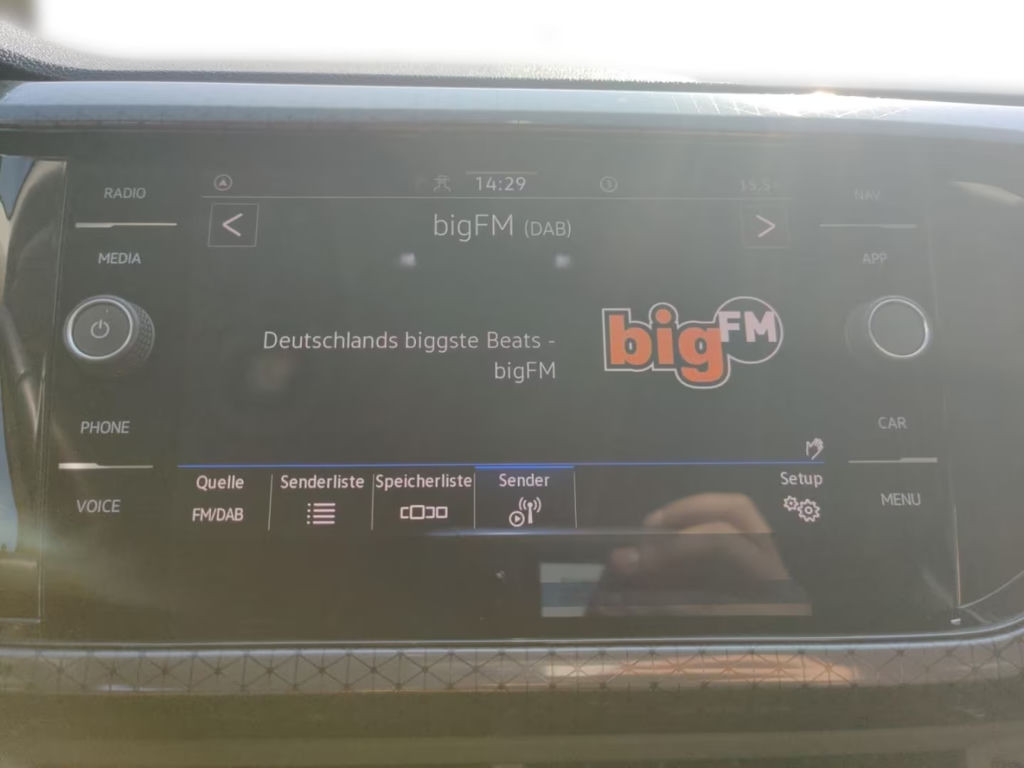 RADIO
14:29
3
NAV
bigFM (DAB)
MEDIA
APP
Deutschlands biggste Beats -
bigFM
bigFM
PHONE
CAR
Quelle
Senderliste
Speicherliste
Sender
Setup
FM/DAB
VOICE
MENU